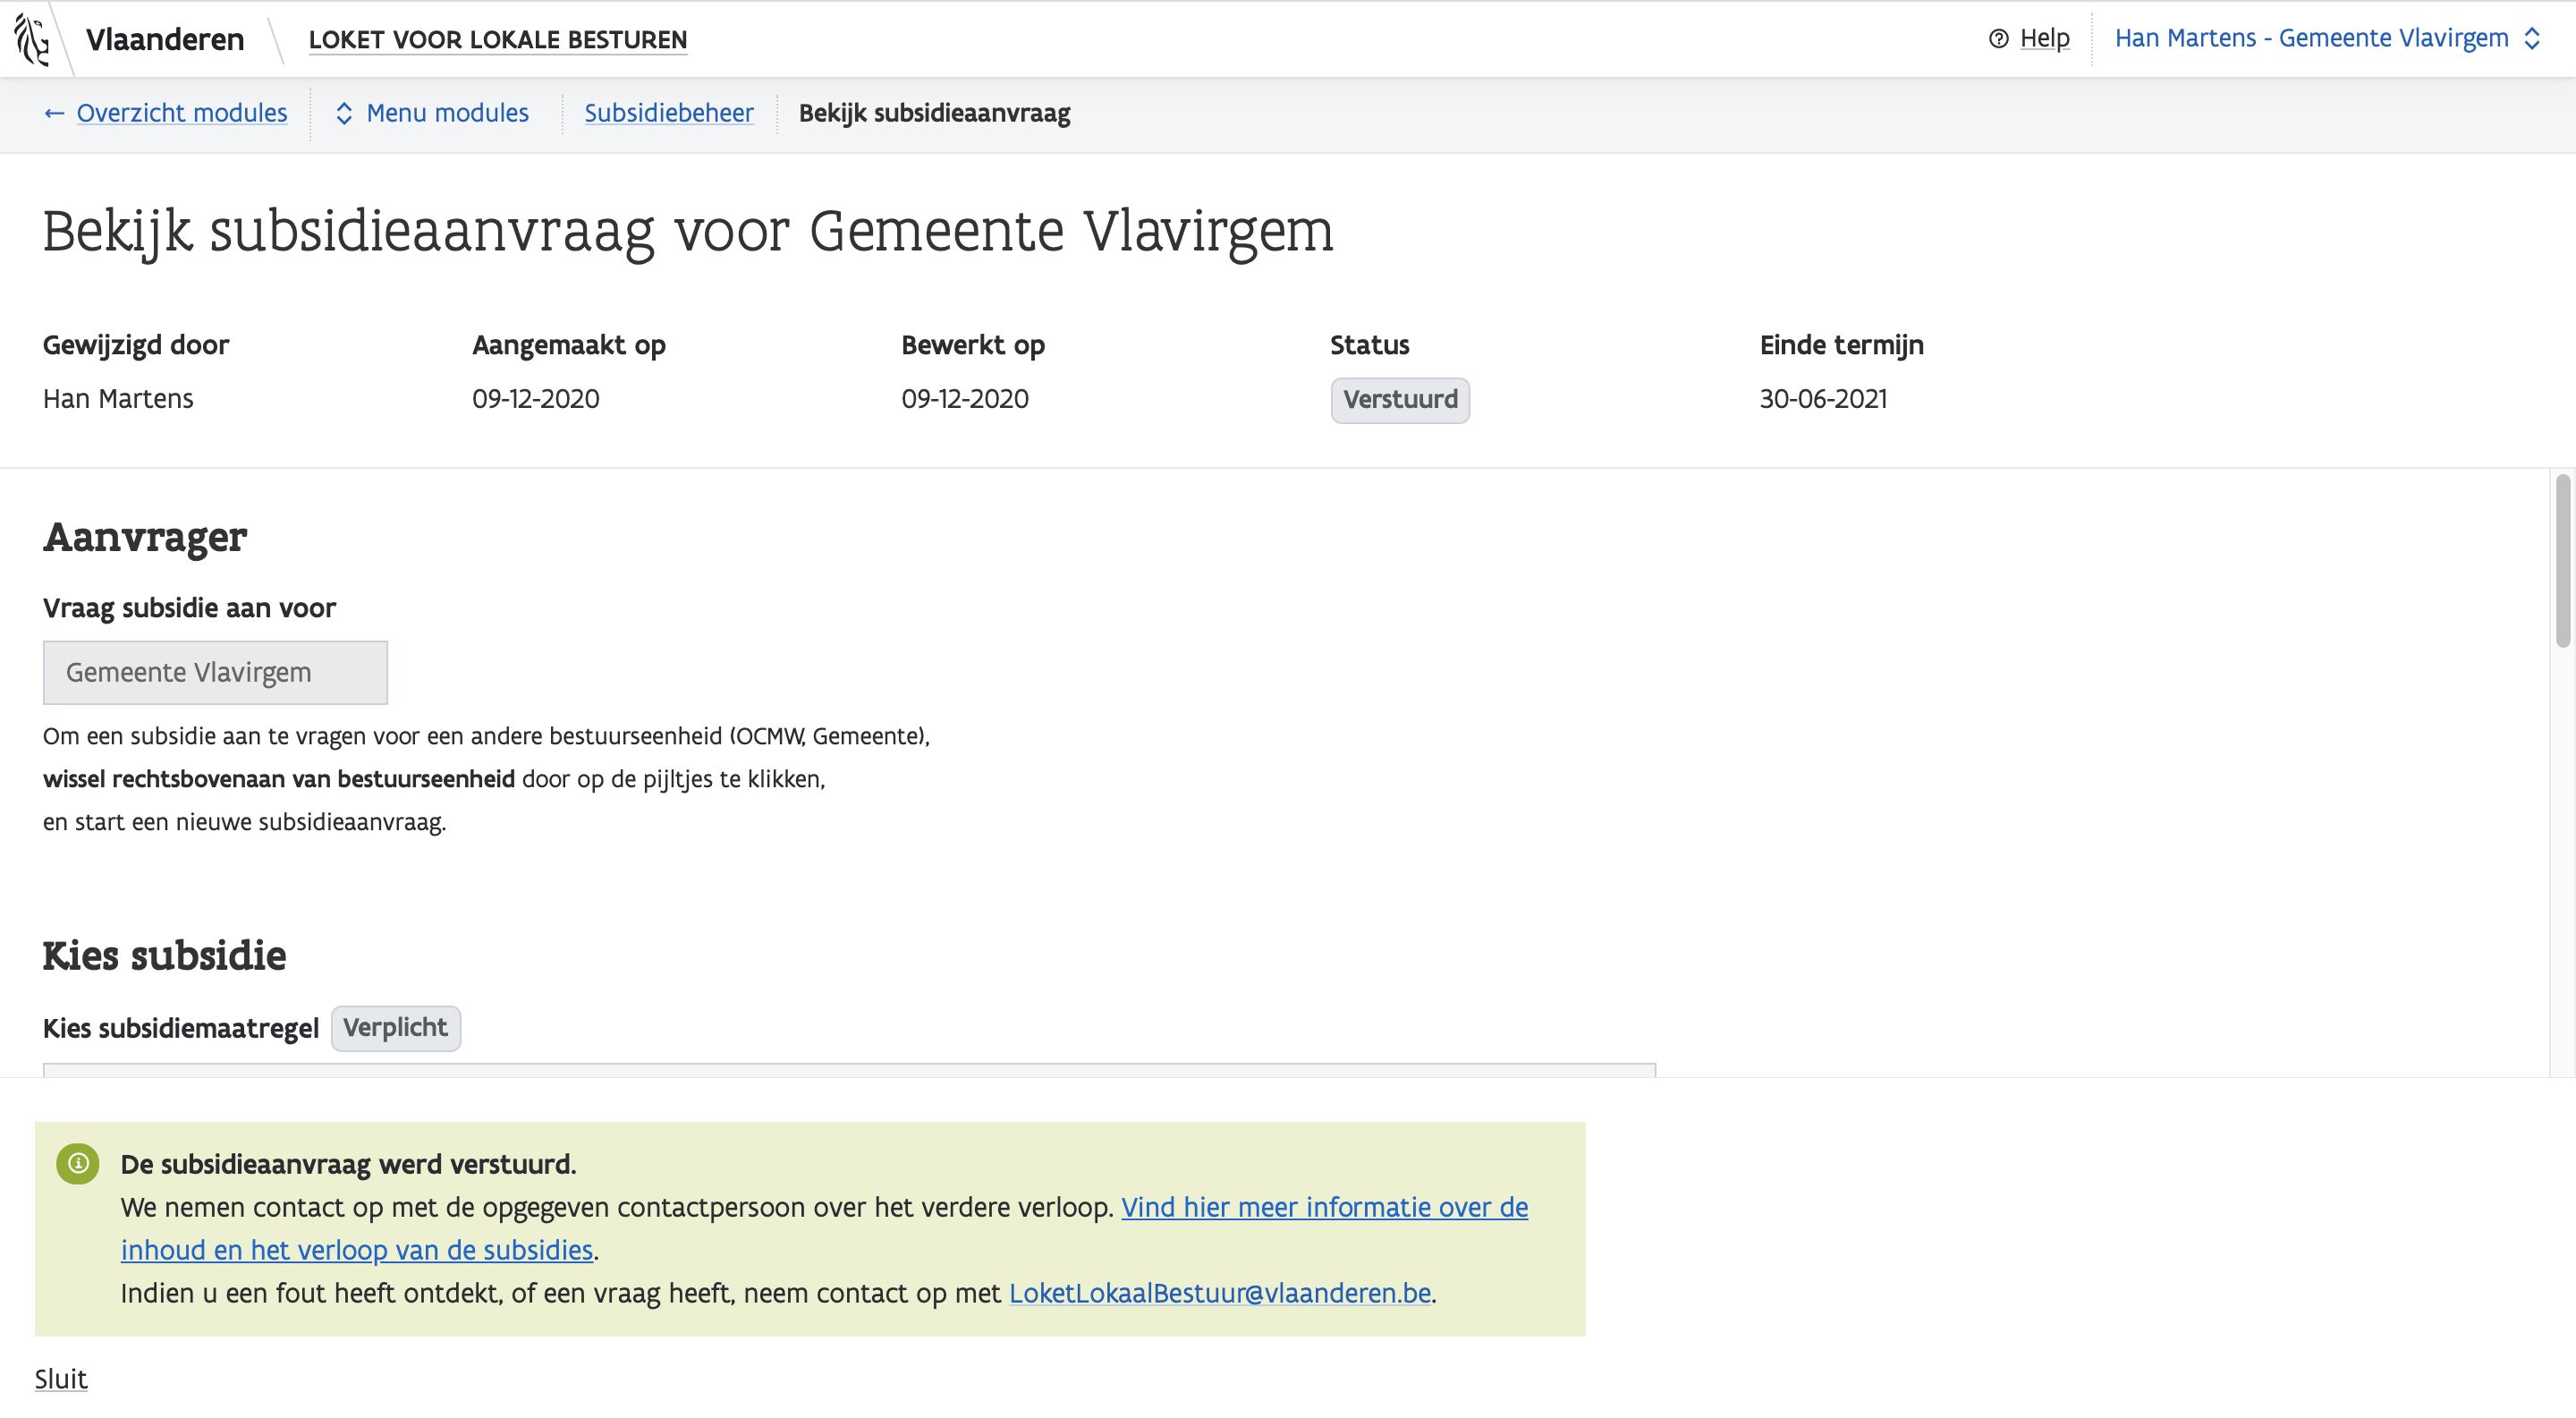 Vlaanderen LOKET VOOR LOKALE BESTUREN Help Han Martens - Gemeente Vlavirgem
← Overzicht modules Menu modules Subsidiebeheer Bekijk subsidieaanvraag
Bekijk subsidieaanvraag voor Gemeente Vlavirgem
Gewijzigd door Aangemaakt op Bewerkt op Status Einde termijn
Han Martens 09-12-2020 09-12-2020 Verstuurd 30-06-2021
Aanvrager
Vraag subsidie aan voor
Gemeente Vlavirgem
Om een subsidie aan te vragen voor een andere bestuurseenheid (OCMW, Gemeente),
wissel rechtsbovenaan van bestuurseenheid door op de pijltjes te klikken,
en start een nieuwe subsidieaanvraag.
Kies subsidie
Kies subsidiemaatregel Verplicht
De subsidieaanvraag werd verstuurd.
We nemen contact op met de opgegeven contactpersoon over het verdere verloop. Vind hier meer informatie over de
inhoud en het verloop van de subsidies.
Indien u een fout heeft ontdekt, of een vraag heeft, neem contact op met LoketLokaalBestuur@vlaanderen.be.
Sluit